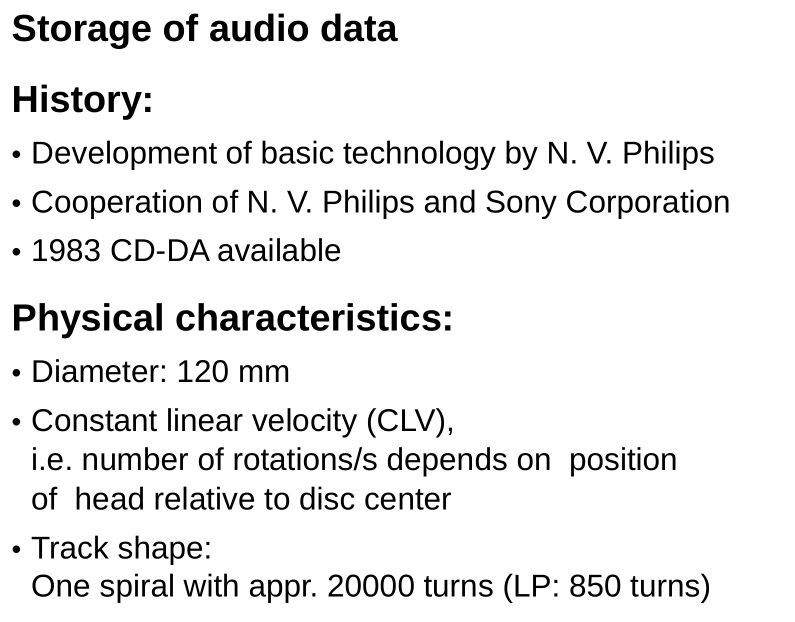 Storage of audio data
History:
• Development of basic technology by N. V. Philips
• Cooperation of N. V. Philips and Sony Corporation
• 1983 CD-DA available
Physical characteristics:
• Diameter: 120 mm
• Constant linear velocity (CLV),
i.e. number of rotations/s depends on  position
of  head relative to disc center
• Track shape:
One spiral with appr. 20000 turns (LP: 850 turns)